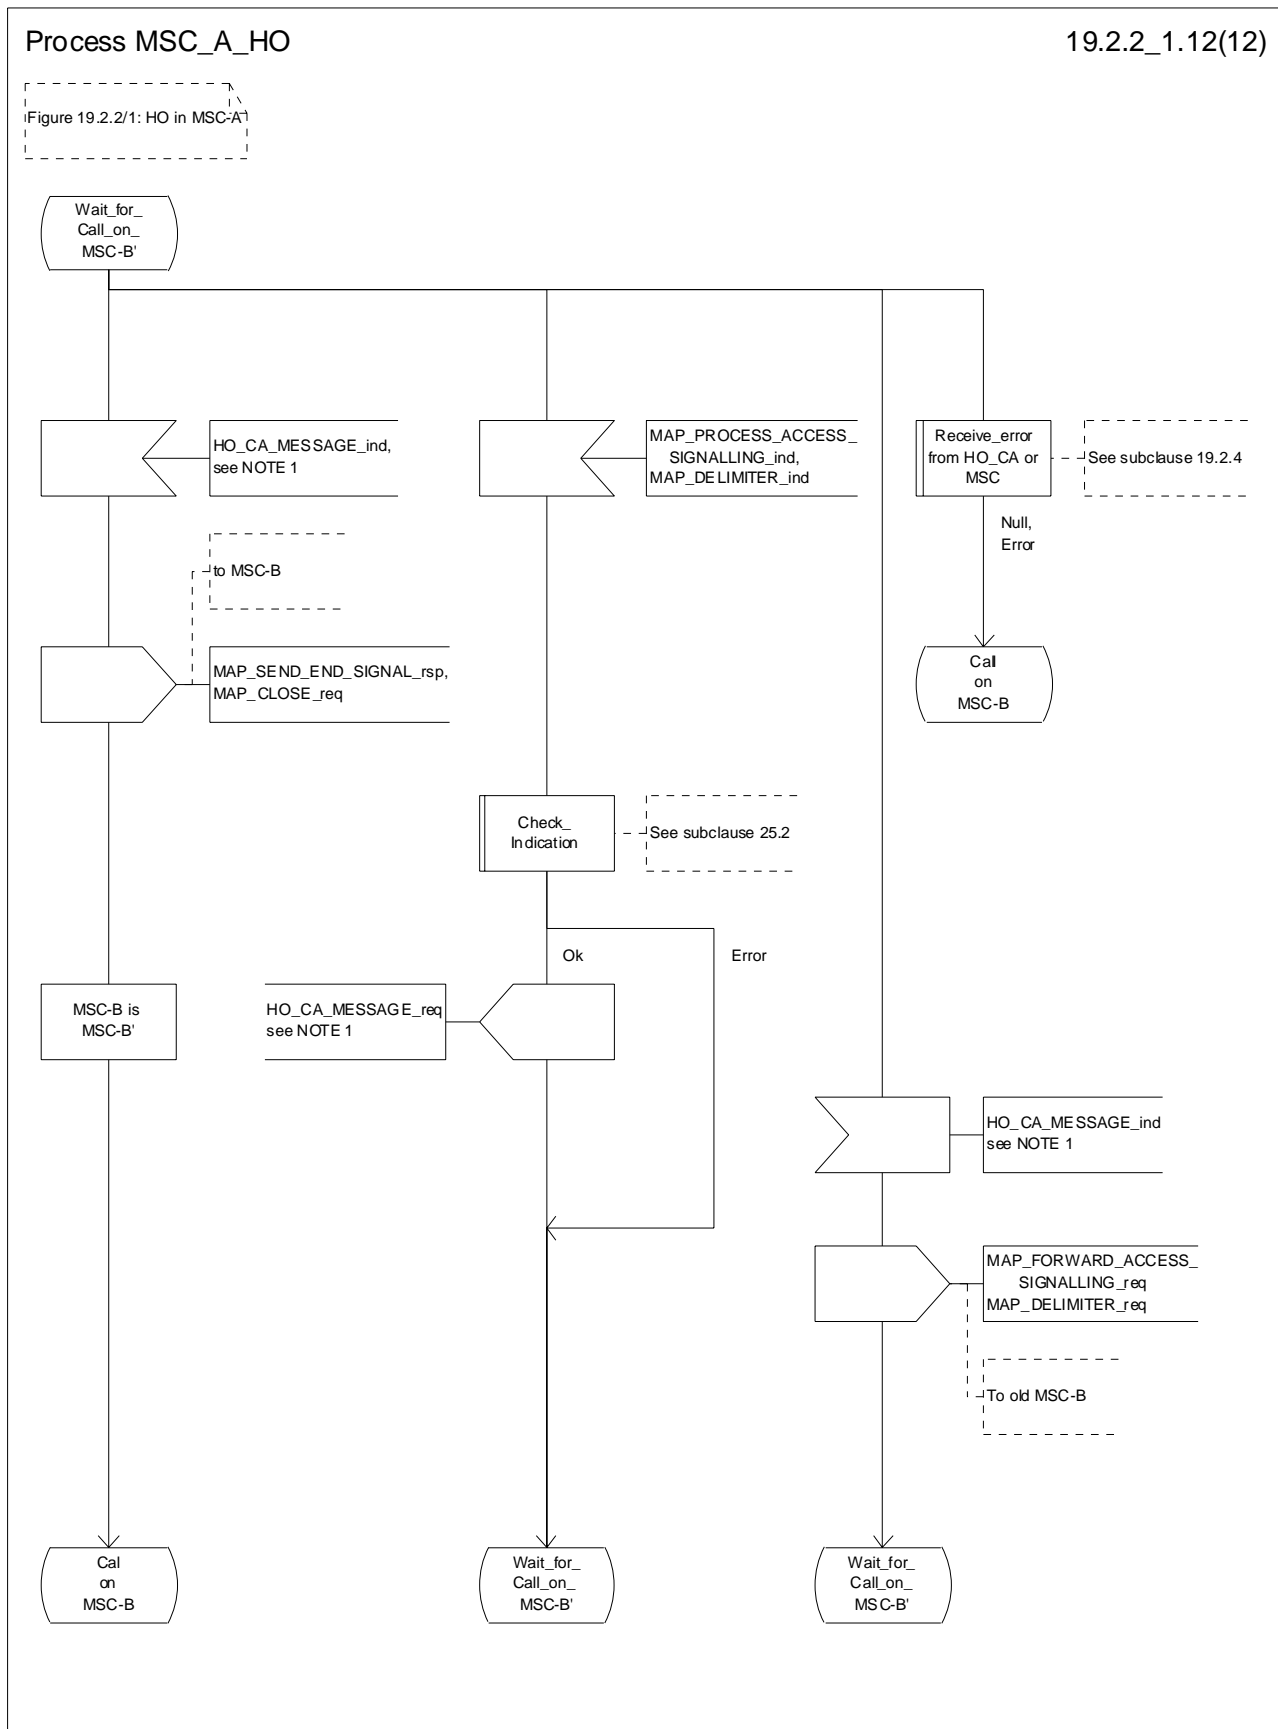 Process MSC_A_HO
19.2.2_1.12(12)
Figure 19.2.2/1: HO in MSC-A
Wait_for_
Call_on_
MSC-B'
HO_CA_MESSAGE_ind,
see NOTE 1
MAP_PROCESS_ACCESS_
SIGNALLING_ind,
MAP_DELIMITER_ind
Receive_error
from HO_CA or
MSC
See subclause 19.2.4
Null,
Error
to MSC-B
MAP_SEND_END_SIGNAL_rsp,
MAP_CLOSE_req
Call
on
MSC-B
Check_
Indication
See subclause 25.2
Ok
Error
MSC-B is
MSC-B'
HO_CA_MESSAGE_req
see NOTE 1
HO_CA_MESSAGE_ind
see NOTE 1
MAP_FORWARD_ACCESS_
SIGNALLING_req
MAP_DELIMITER_req
To old MSC-B
Cal
on
MSC-B
Wait_for_
Call_on_
MSC-B'
Wait_for_
Call_on_
MSC-B'